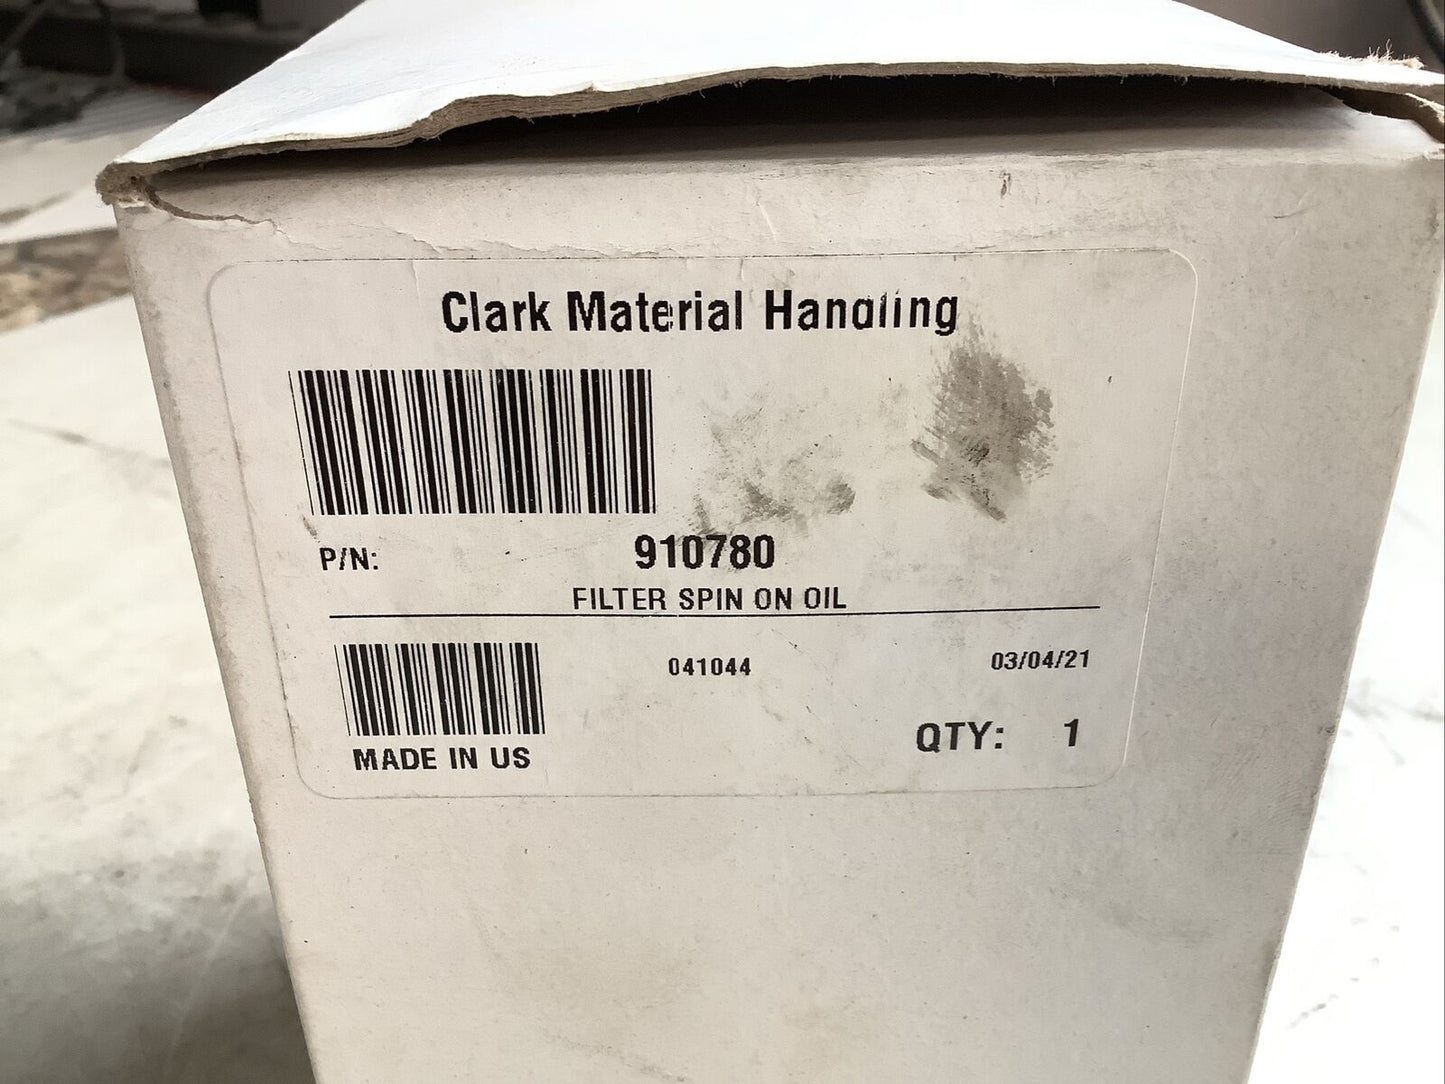 Clark Material Handling
P/N: 910780
FILTER SPIN ON OIL
041044 03/04/21
QTY: 1
MADE IN US